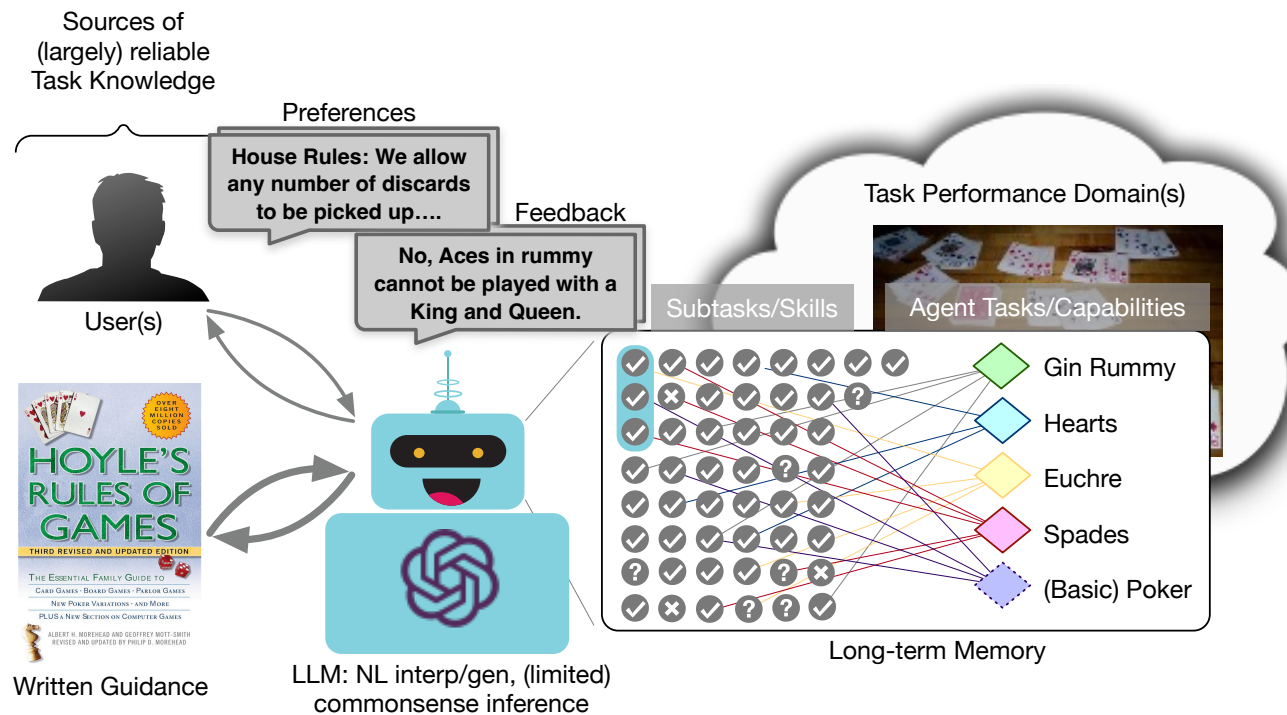 Sources of
(largely) reliable
Task Knowledge
Preferences
House Rules: We allow
any number of discards
to be picked up....
Feedback
No, Aces in rummy
cannot be played with a
King and Queen.
User(s)
OVER
EIGHT
MILLION
COPIES
SOLD
HOYLE'S
RULES OF
GAMES
THIRD REVISED AND UPDATED EDITION
THE ESSENTIAL FAMILY GUIDE TO
CARD GAMES · BOARD GAMES · PARLOR GAMES
NEW POKER VARIATIONS · AND MORE
PLUS A NEW SECTION ON COMPUTER GAMES
ALBERT H. MOREHEAD AND GEOFFREY MOTT-SMITH
REVISED AND UPDATED BY PHILIP D. MOREHEAD
Written Guidance
LLM: NL interp/gen, (limited)
commonsense inference
Task Performance Domain(s)
Subtasks/Skills
Agent Tasks/Capabilities
?
?
?
?
?
?
Gin Rummy
Hearts
Euchre
Spades
(Basic) Poker
Long-term Memory